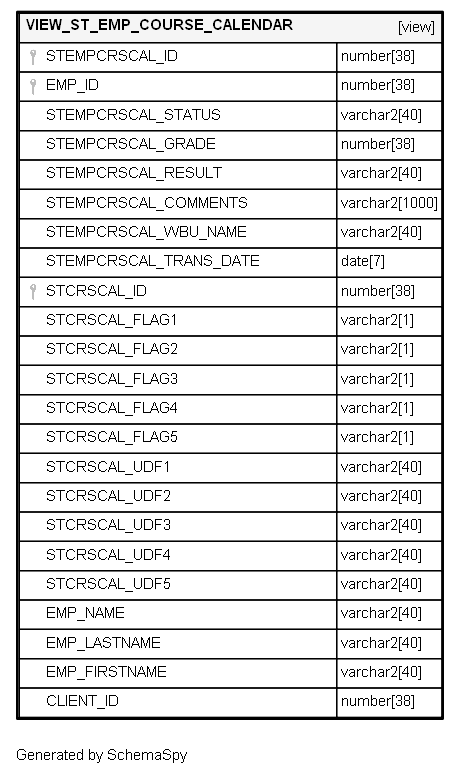 VIEW_ST_EMP_COURSE_CALENDAR [view]
STEMPCRSCAL_ID number[38]
EMP_ID number[38]
STEMPCRSCAL_STATUS varchar2[40]
STEMPCRSCAL_GRADE number[38]
STEMPCRSCAL_RESULT varchar2[40]
STEMPCRSCAL_COMMENTS varchar2[1000]
STEMPCRSCAL_WBU_NAME varchar2[40]
STEMPCRSCAL_TRANS_DATE date[7]
STCRSCAL_ID number[38]
STCRSCAL_FLAG1 varchar2[1]
STCRSCAL_FLAG2 varchar2[1]
STCRSCAL_FLAG3 varchar2[1]
STCRSCAL_FLAG4 varchar2[1]
STCRSCAL_FLAG5 varchar2[1]
STCRSCAL_UDF1 varchar2[40]
STCRSCAL_UDF2 varchar2[40]
STCRSCAL_UDF3 varchar2[40]
STCRSCAL_UDF4 varchar2[40]
STCRSCAL_UDF5 varchar2[40]
EMP_NAME varchar2[40]
EMP_LASTNAME varchar2[40]
EMP_FIRSTNAME varchar2[40]
CLIENT_ID number[38]
Generated by SchemaSpy